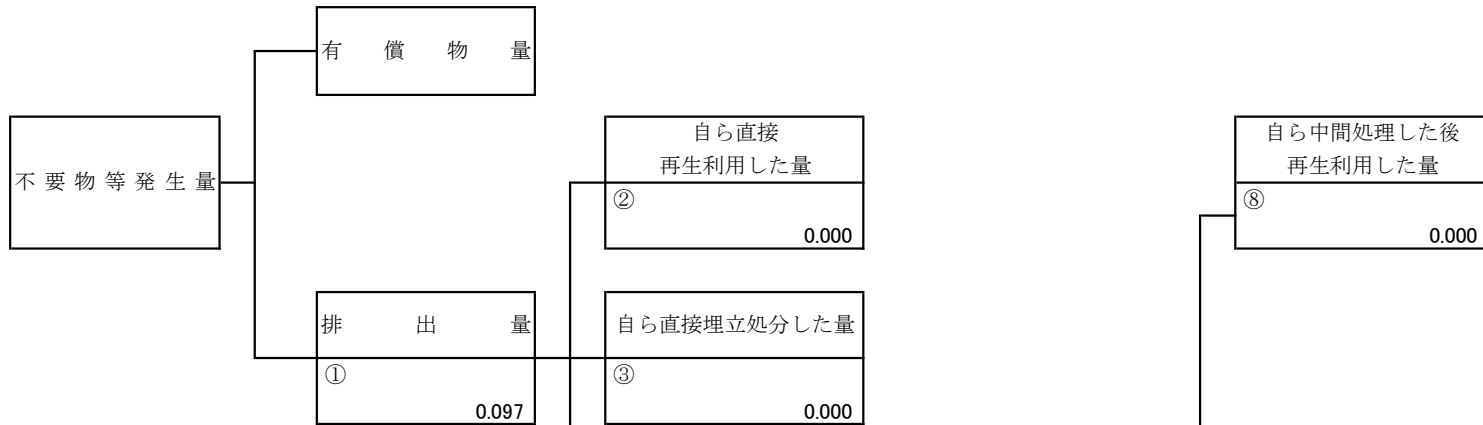 有償物量
不要物等発生量
自ら直接
再生利用した量
②
0.000
自ら中間処理した後
再生利用した量
⑧
0.000
排出量
①
0.097
自ら直接埋立処分した量
③
0.000